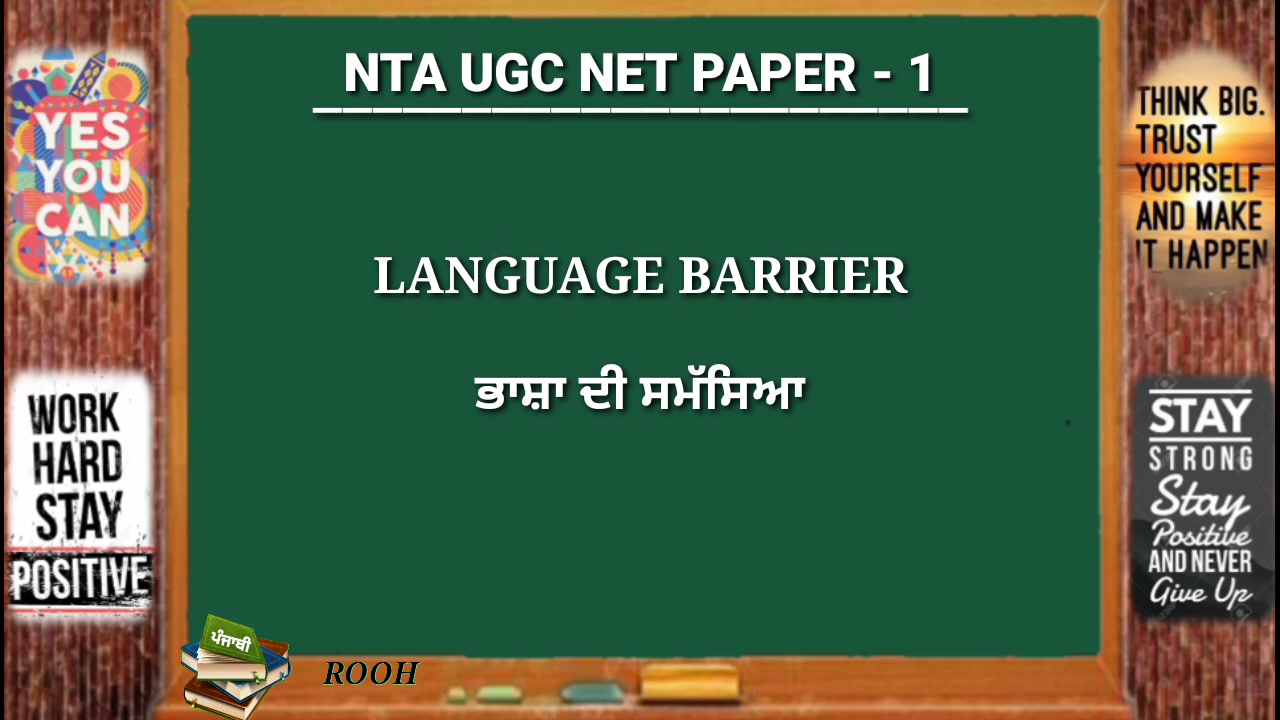 NTA UGC NET PAPER - 1
LANGUAGE BARRIER
ਭਾਸ਼ਾ ਦੀ ਸਮੱਸਿਆ
YES
YOU
CAN
WORK
HARD
STAY
POSITIVE
THINK BIG.
TRUST
YOURSELF
AND MAKE
IT HAPPEN
STAY
STRONG
Stay
Positive
AND NEVER
Give Up
ਪੰਜਾਬੀ
ROOH